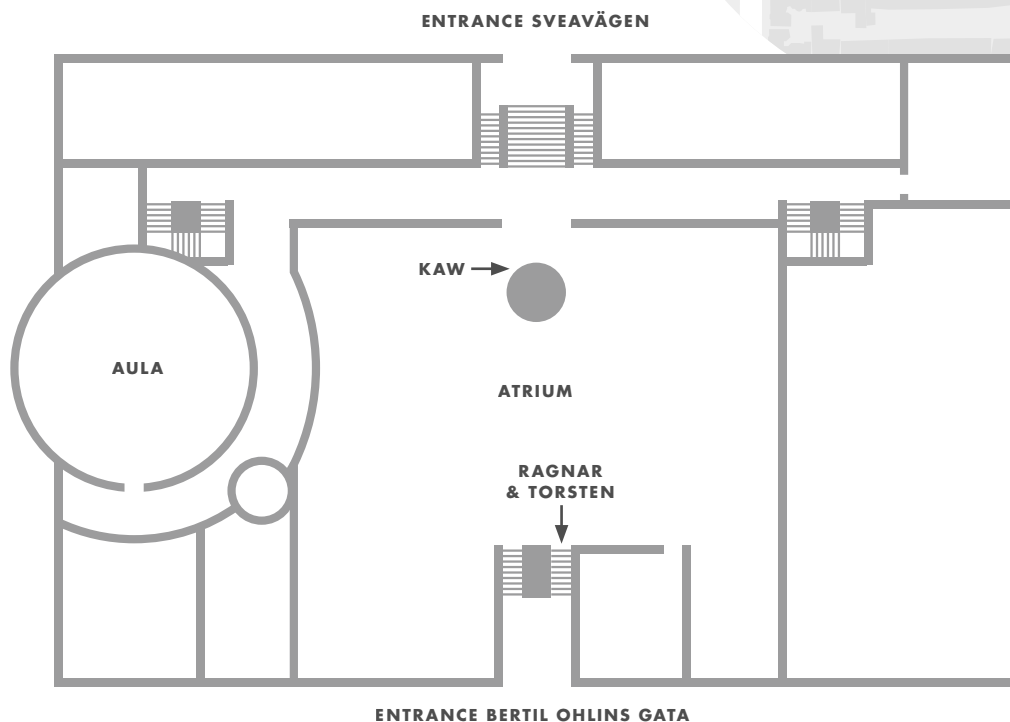 ENTRANCE SVEAVÄGEN
KAW
AULA
ATRIUM
RAGNAR
& TORSTEN
ENTRANCE BERTIL OHLINS GATA